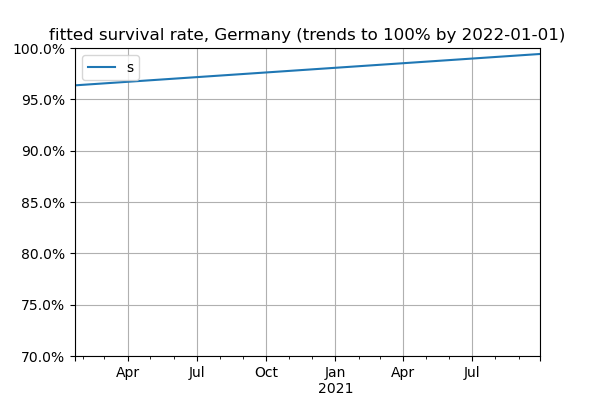 fitted survival rate, Germany (trends to 100% by 2022-01-01)
100.0%
s
95.0%
90.0%
85.0%
80.0%
75.0%
70.0%
Apr Jul Oct Jan Apr Jul
2021